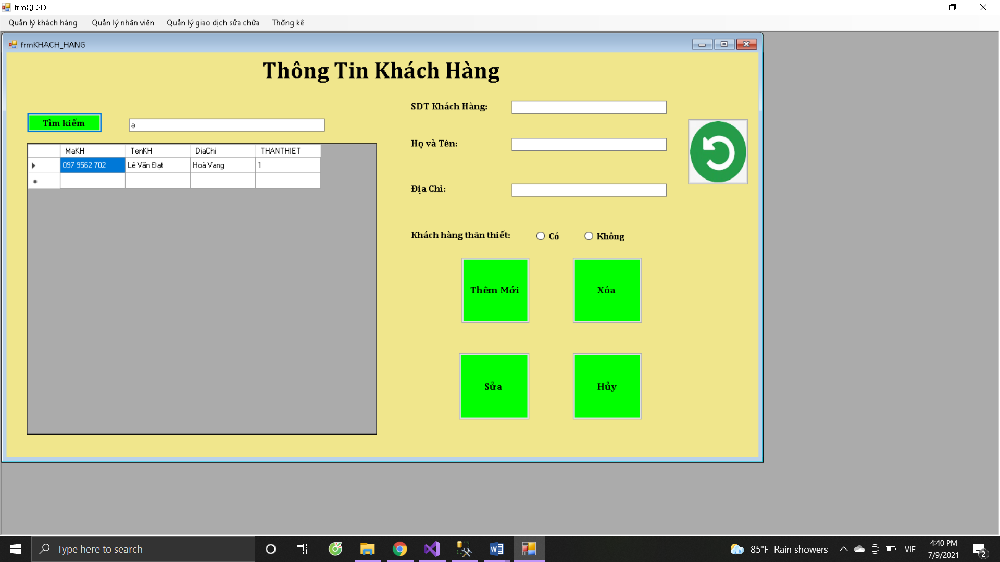 frmQLGD
Quản lý khách hàng Quản lý nhân viên Quản lý giao dịch sửa chữa Thống kê
frmKHACH_HANG
Thông Tin Khách Hàng
Tìm kiếm ạ
MaKH TenKH DiaChi THANTHIET
097 9562 702 Lê Văn Đạt Hoà Vang 1
SDT Khách Hàng:
Họ và Tên:
Địa Chỉ:
Khách hàng thân thiết: Có Không
Thêm Mới Xóa
Sửa Hủy
Type here to search
85°F Rain showers
VIE
4:40 PM
7/9/2021
2